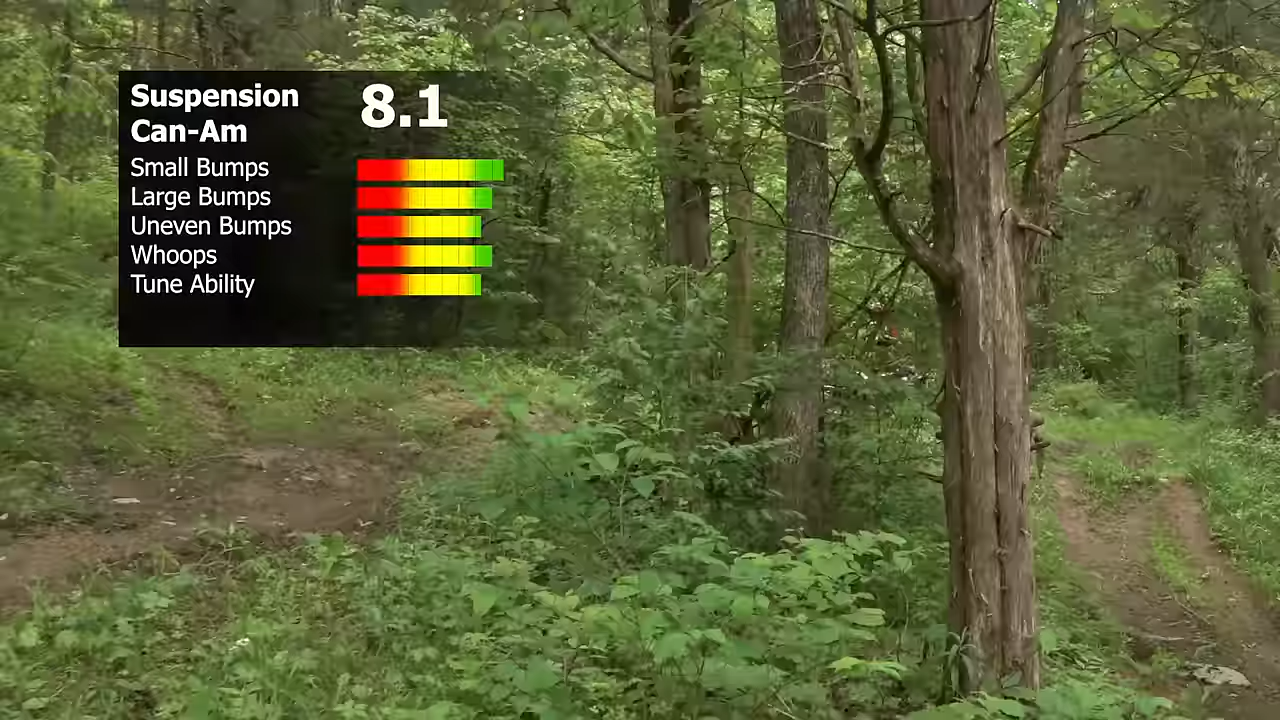 Suspension 8.1
Can-Am
Small Bumps
Large Bumps
Uneven Bumps
Whoops
Tune Ability